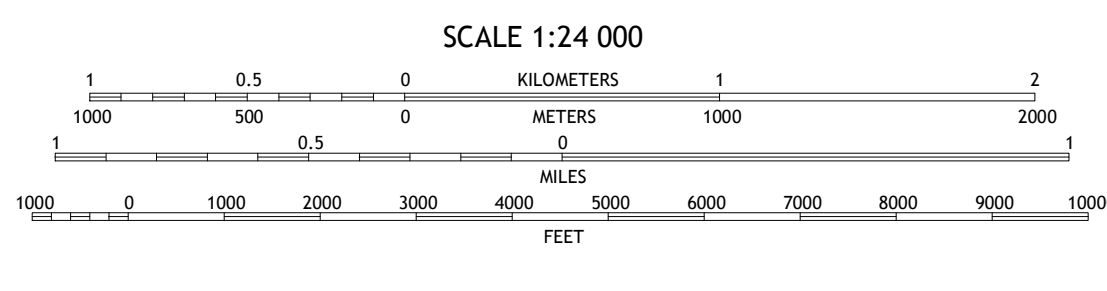 SCALE 1:24 000
1 0.5 0 KILOMETERS 1 2
1000 500 0 METERS 1000 2000
1 0.5 0 1
MILES
1000 0 1000 2000 3000 4000 5000 6000 7000 8000 9000 1000
FEET